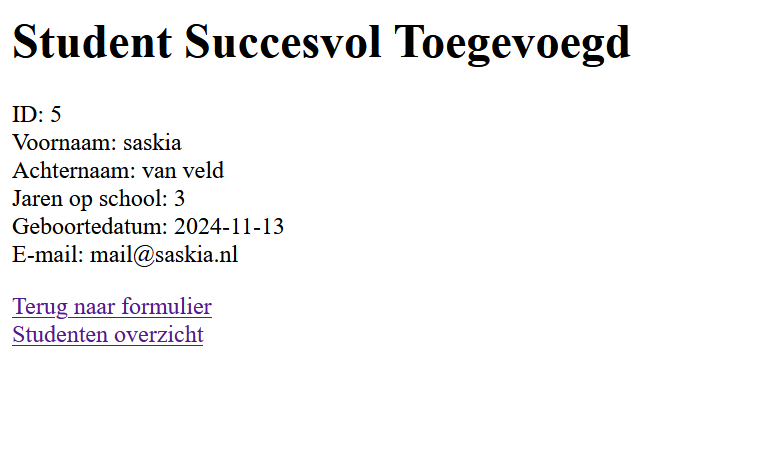 Student Succesvol Toegevoegd
ID: 5
Voornaam: saskia
Achternaam: van veld
Jaren op school: 3
Geboortedatum: 2024-11-13
E-mail: mail@saskia.nl
Terug naar formulier
Studenten overzicht